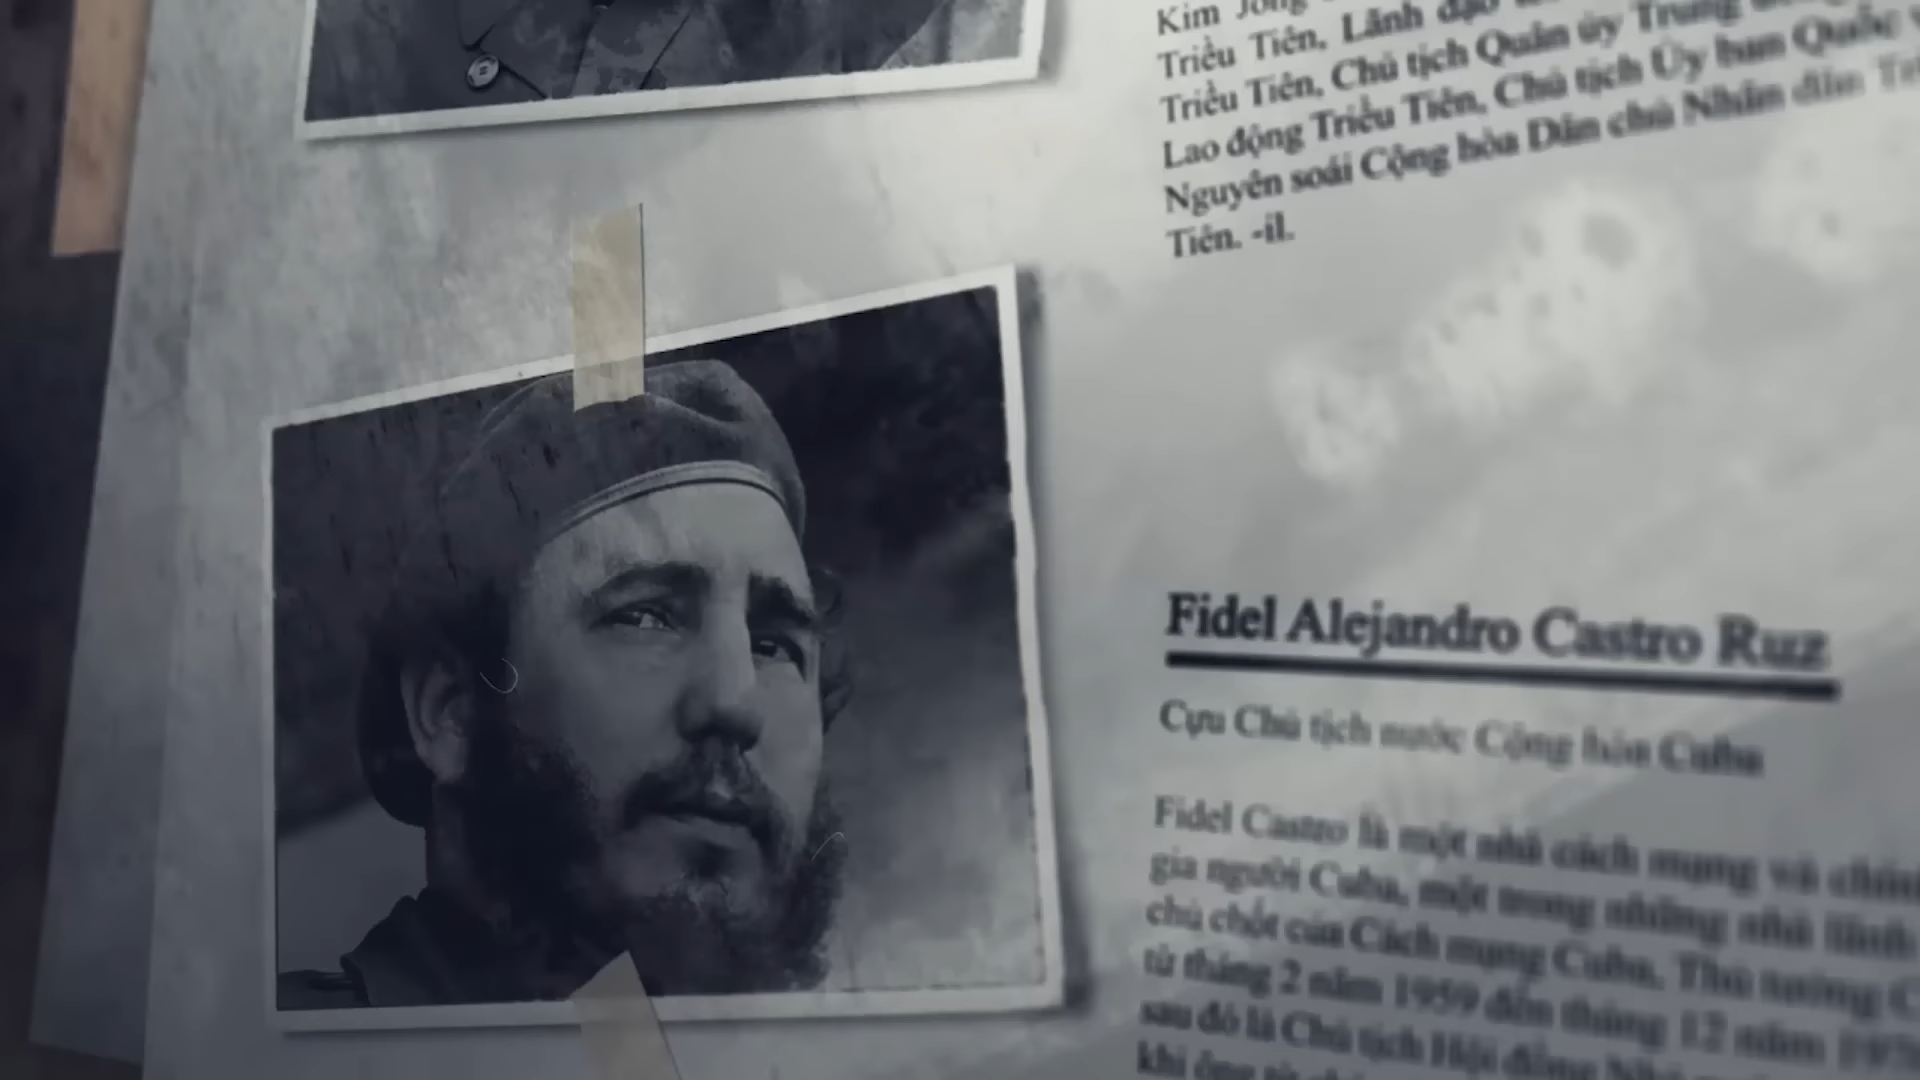 Kim Jong
Triều Tiên, Lãnh đạo
Triều Tiên, Chủ tịch Quân ủy Trung
Lao động Triều Tiên, Chủ tịch Ủy ban Quốc
Nguyên soái Cộng hòa Dân chủ Nhân dân
Tiên. -il.
Fidel Alejandro Castro Ruz
Cựu Chủ tịch nước Cộng hòa Cuba
Fidel Castro là một nhà cách mạng và chính
gia người Cuba, một trong những nhà lãnh
chủ chốt của Cách mạng Cuba, Thủ tướng
từ tháng 2 năm 1959 đến tháng 12 năm
sau đó là Chủ tịch Hội đồng
khi ông từ